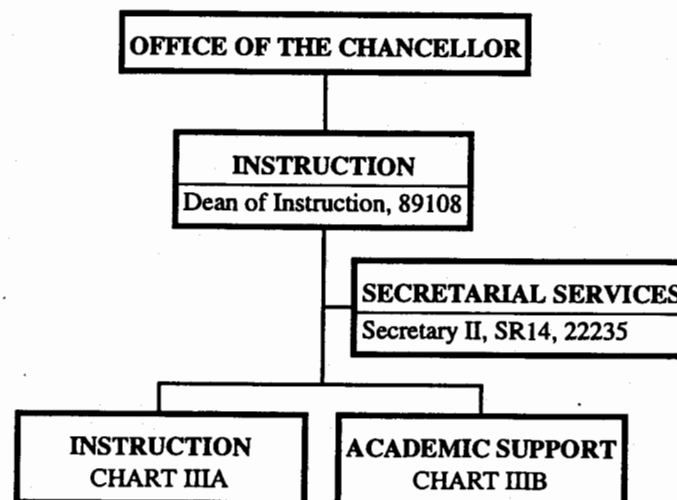 OFFICE OF THE CHANCELLOR
INSTRUCTION
Dean of Instruction, 89108
SECRETARIAL SERVICES
Secretary II, SR14, 22235
INSTRUCTION
CHART IIIA
ACADEMIC SUPPORT
CHART IIIB